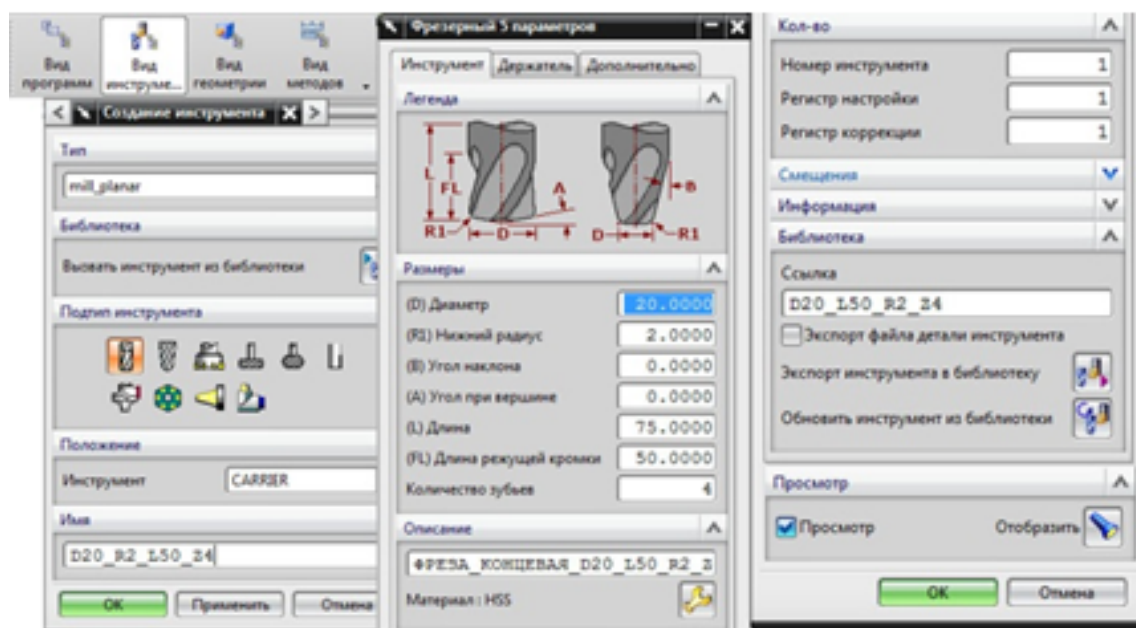 Вид программ
Вид инструме...
Вид геометрии
Вид методов
Создание инструмента
Тип
mill_planar
Библиотека
Вызвать инструмент из библиотеки
Подтип инструмента
Положение
Инструмент CARRIER
Имя
D20_R2_L50_Z4
ОК Применить Отмена
Фрезерный 5 параметров
Инструмент Держатель Дополнительно
Легенда
L FL A B
R1 D D R1
Размеры
(D) Диаметр 20.0000
(R1) Нижний радиус 2.0000
(B) Угол наклона 0.0000
(A) Угол при вершине 0.0000
(L) Длина 75.0000
(FL) Длина режущей кромки 50.0000
Количество зубьев 4
Описание
ФРЕЗА_КОНЦЕВАЯ_D20_L50_R2_Z
Материал : HSS
Кол-во
Номер инструмента 1
Регистр настройки 1
Регистр коррекции 1
Смещения
Информация
Библиотека
Ссылка
D20_L50_R2_Z4
Экспорт файла детали инструмента
Экспорт инструмента в библиотеку
Обновить инструмент из библиотеки
Просмотр
Просмотр Отобразить
ОК Отмена